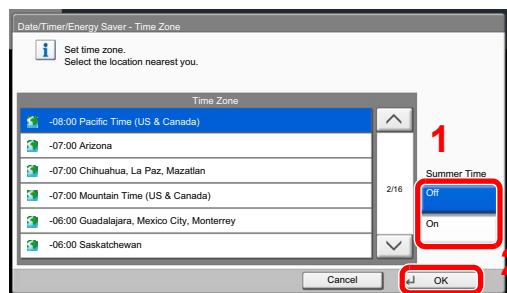 Date/Timer/Energy Saver - Time Zone
Set time zone.
Select the location nearest you.
Time Zone
-08:00 Pacific Time (US & Canada)
-07:00 Arizona
-07:00 Chihuahua, La Paz, Mazatlan
-07:00 Mountain Time (US & Canada)
-06:00 Guadalajara, Mexico City, Monterrey
-06:00 Saskatchewan
2/16
1
Summer Time
Off
On
Cancel
OK